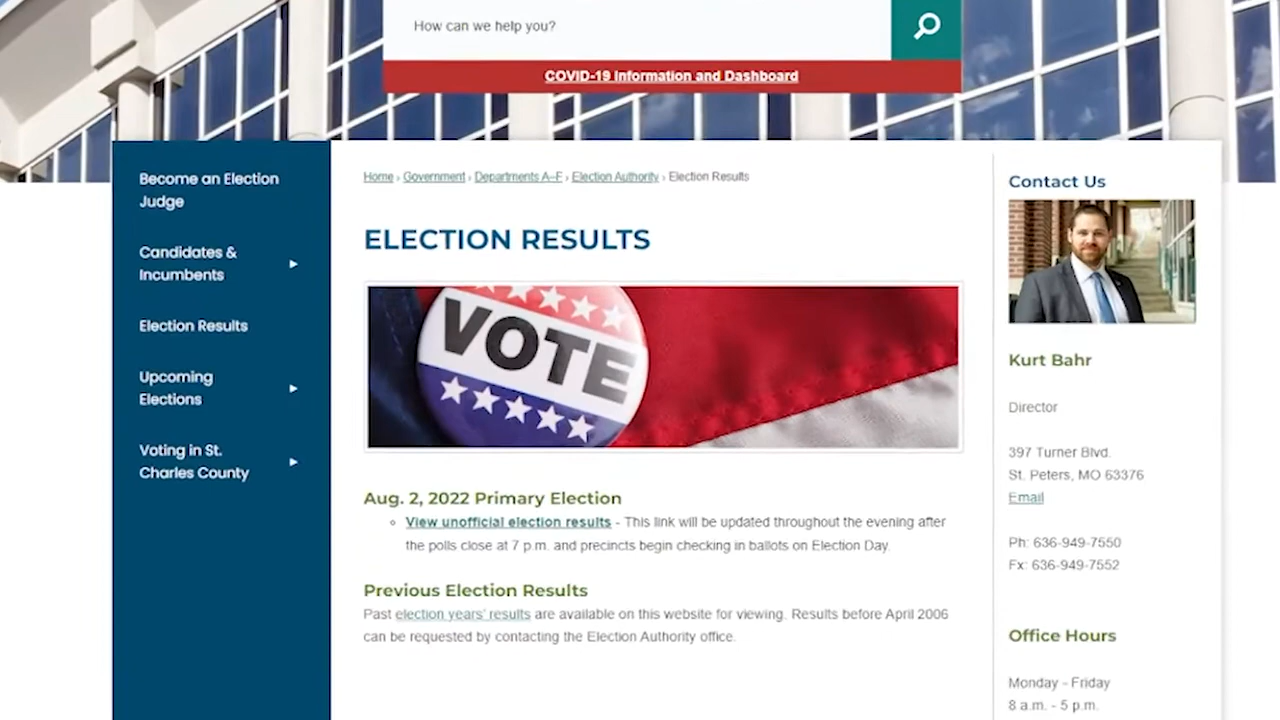 How can we help you?
COVID-19 Information and Dashboard
Become an Election
Judge
Candidates &
Incumbents
Election Results
Upcoming
Elections
Voting in St.
Charles County
Home › Government › Departments A–F › Election Authority › Election Results
ELECTION RESULTS
VOTE
Aug. 2, 2022 Primary Election
View unofficial election results - This link will be updated throughout the evening after
the polls close at 7 p.m. and precincts begin checking in ballots on Election Day.
Previous Election Results
Past election years' results are available on this website for viewing. Results before April 2006
can be requested by contacting the Election Authority office.
Contact Us
Kurt Bahr
Director
397 Turner Blvd.
St. Peters, MO 63376
Email
Ph: 636-949-7550
Fx: 636-949-7552
Office Hours
Monday - Friday
8 a.m. - 5 p.m.